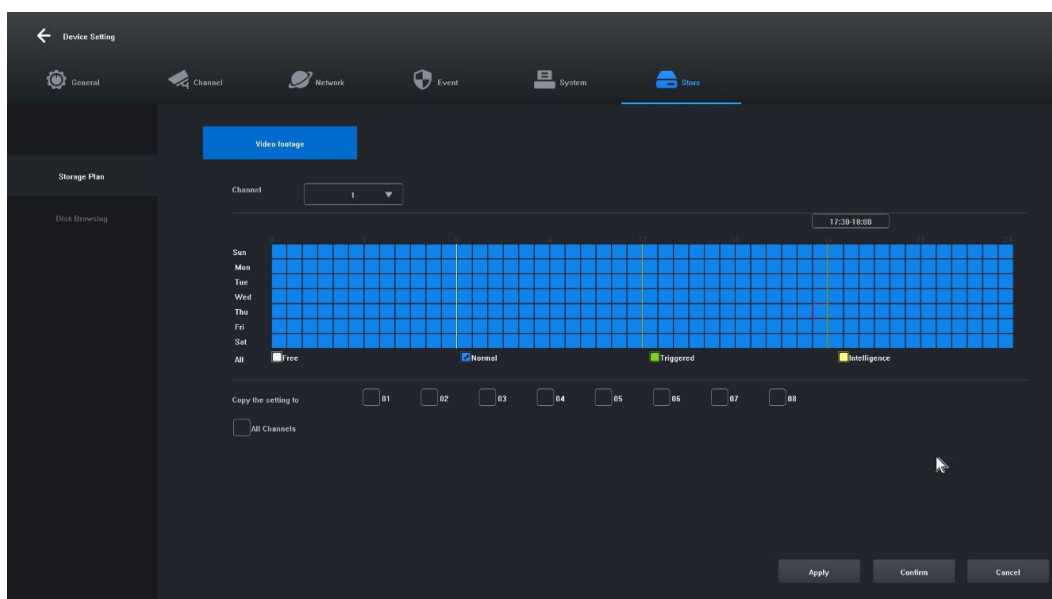 Device Setting
General Channel Network Event System Store
Video footage
Storage Plan
Channel 1
Disk Browsing
17:30-18:00
Sun
Mon
Tue
Wed
Thu
Fri
Sat
All Free Normal Triggered Intelligence
Copy the setting to 01 02 03 04 05 06 07 08
All Channels
Apply Confirm Cancel